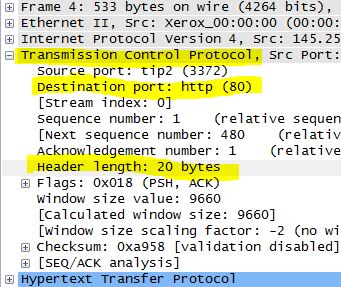 Frame 4: 533 bytes on wire (4264 bits),
Ethernet II, Src: Xerox_00:00:00 (00:00:
Internet Protocol Version 4, Src: 145.25
Transmission Control Protocol, Src Port:
Source port: tip2 (3372)
Destination port: http (80)
[Stream index: 0]
Sequence number: 1 (relative sequen
[Next sequence number: 480 (relati
Acknowledgement number: 1 (relative
Header length: 20 bytes
Flags: 0x018 (PSH, ACK)
Window size value: 9660
[Calculated window size: 9660]
[Window size scaling factor: -2 (no wi
Checksum: 0xa958 [validation disabled]
[SEQ/ACK analysis]
Hypertext Transfer Protocol